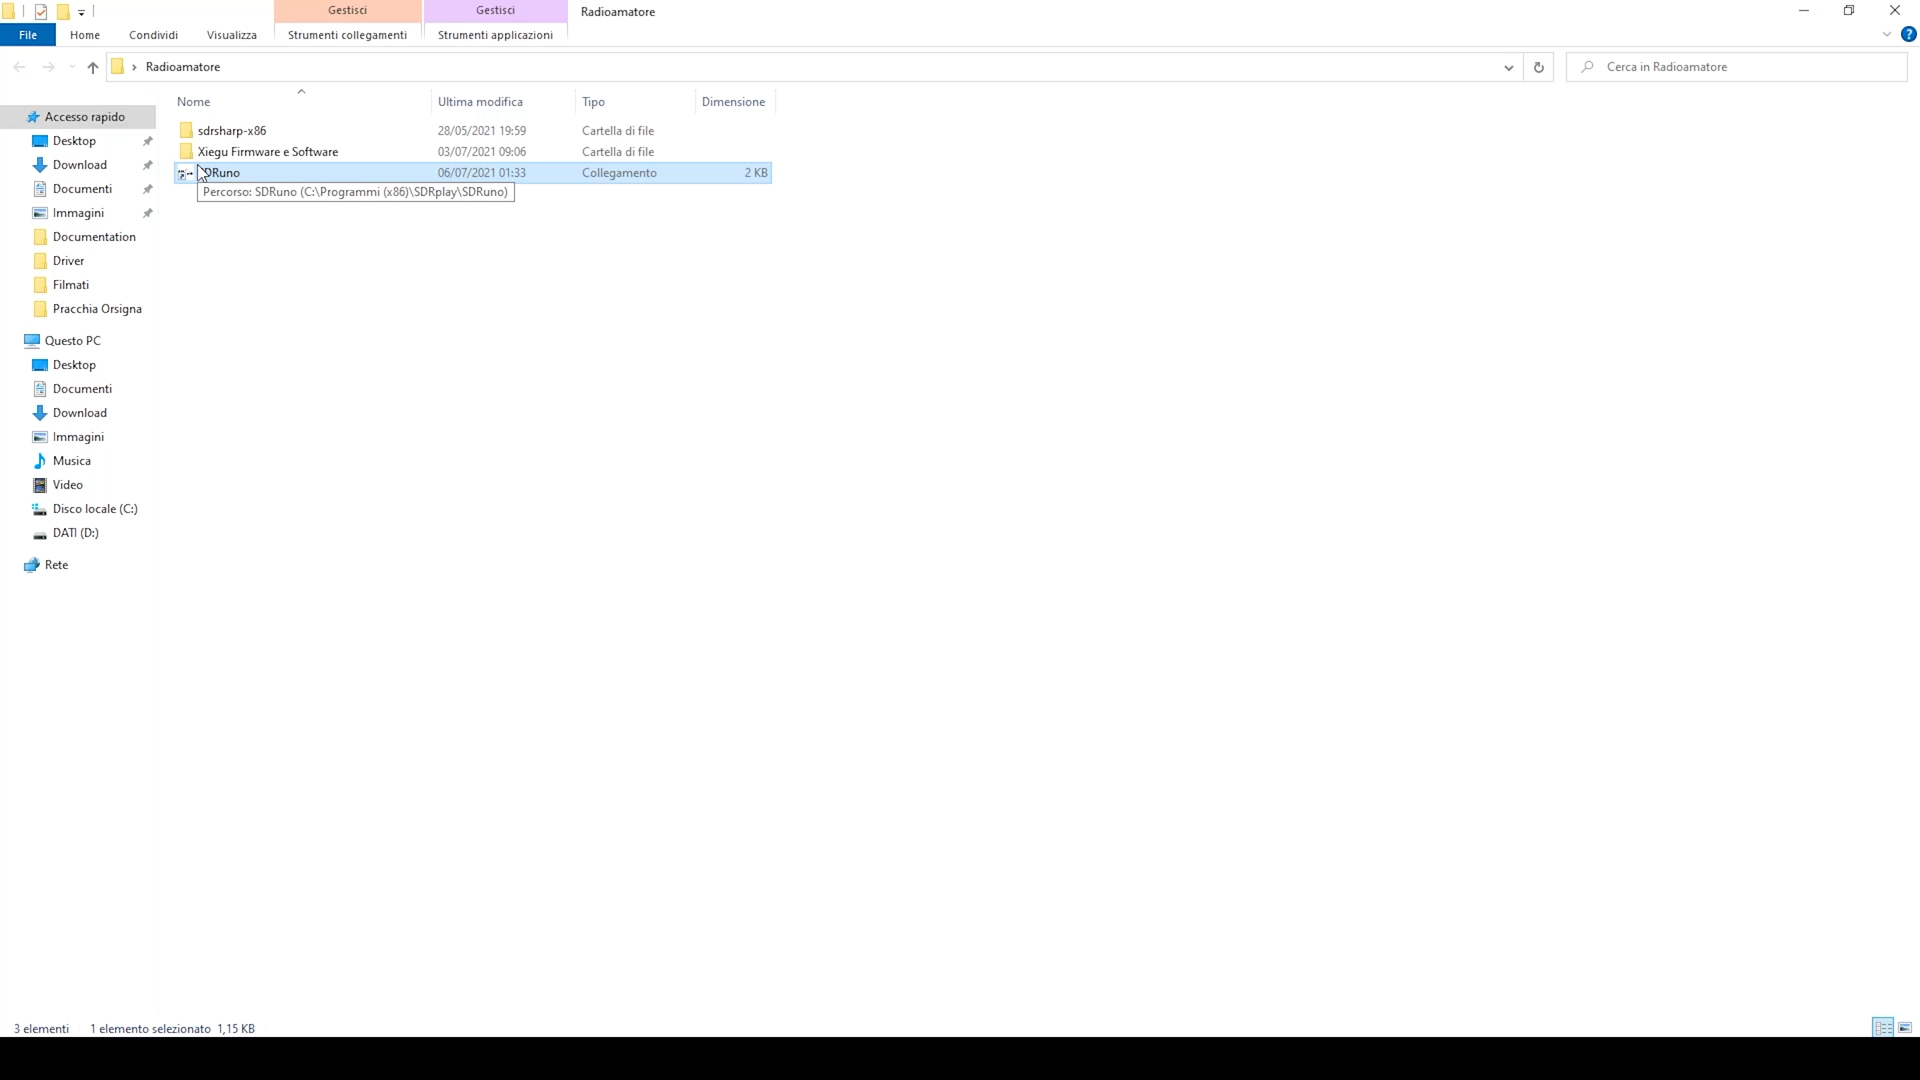 Gestisci Gestisci Radioamatore
File Home Condividi Visualizza Strumenti collegamenti Strumenti applicazioni
Radioamatore Cerca in Radioamatore
Nome Ultima modifica Tipo Dimensione
sdrsharp-x86 28/05/2021 19:59 Cartella di file
Xiegu Firmware e Software 03/07/2021 09:06 Cartella di file
DRuno 06/07/2021 01:33 Collegamento 2 KB
Percorso: SDRuno (C:\Programmi (x86)\SDRplay\SDRuno)
Accesso rapido
Desktop
Download
Documenti
Immagini
Documentation
Driver
Filmati
Pracchia Orsigna
Questo PC
Desktop
Documenti
Download
Immagini
Musica
Video
Disco locale (C:)
DATI (D:)
Rete
3 elementi 1 elemento selezionato 1,15 KB